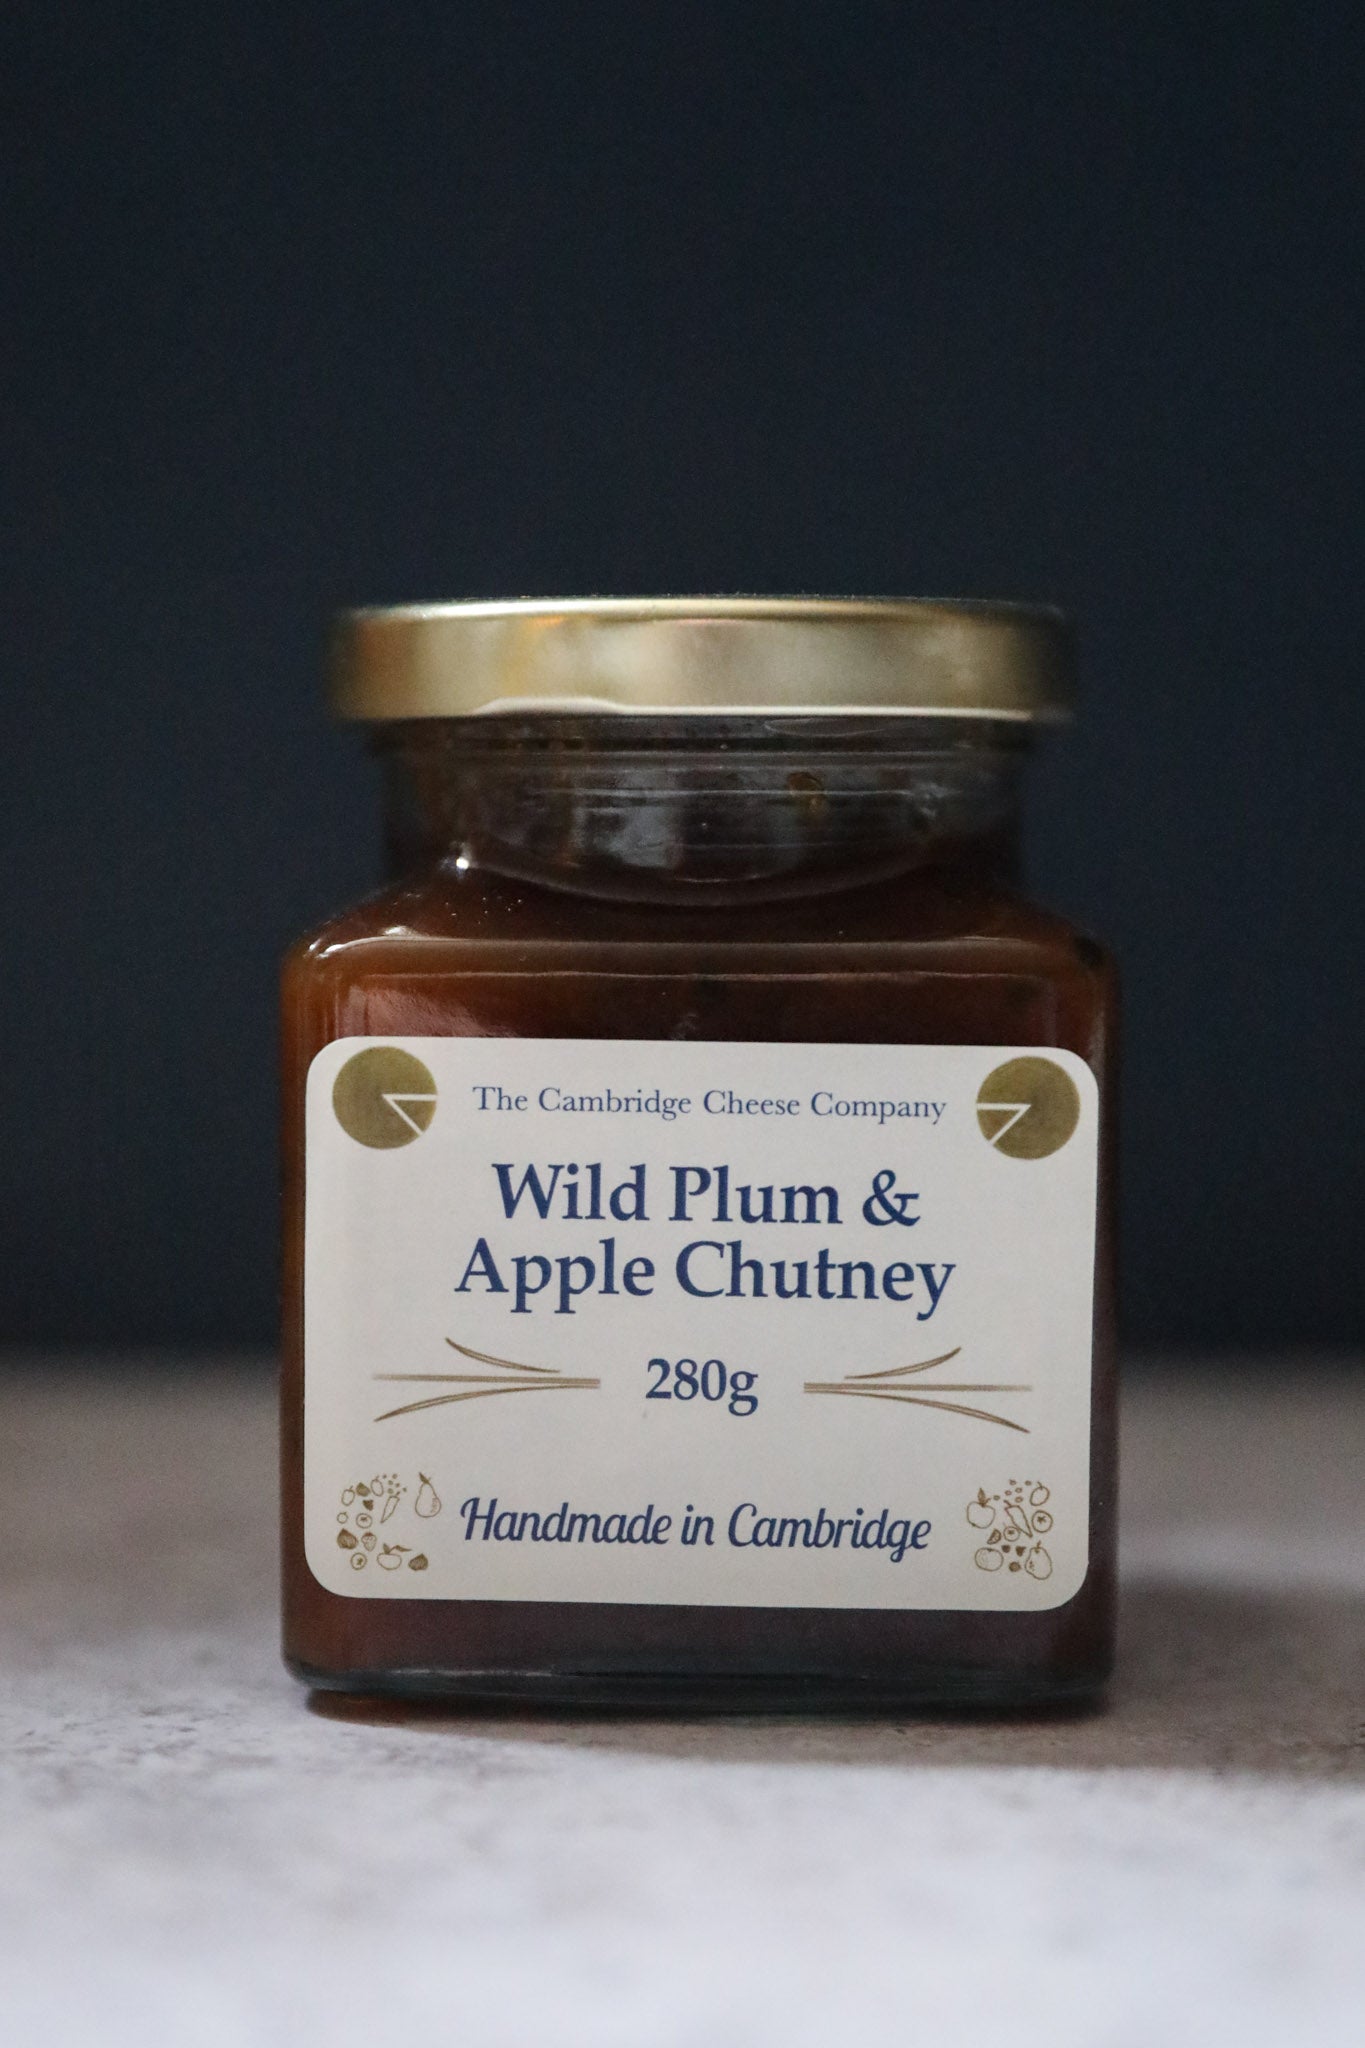 The Cambridge Cheese Company
Wild Plum &
Apple Chutney
280g
Handmade in Cambridge